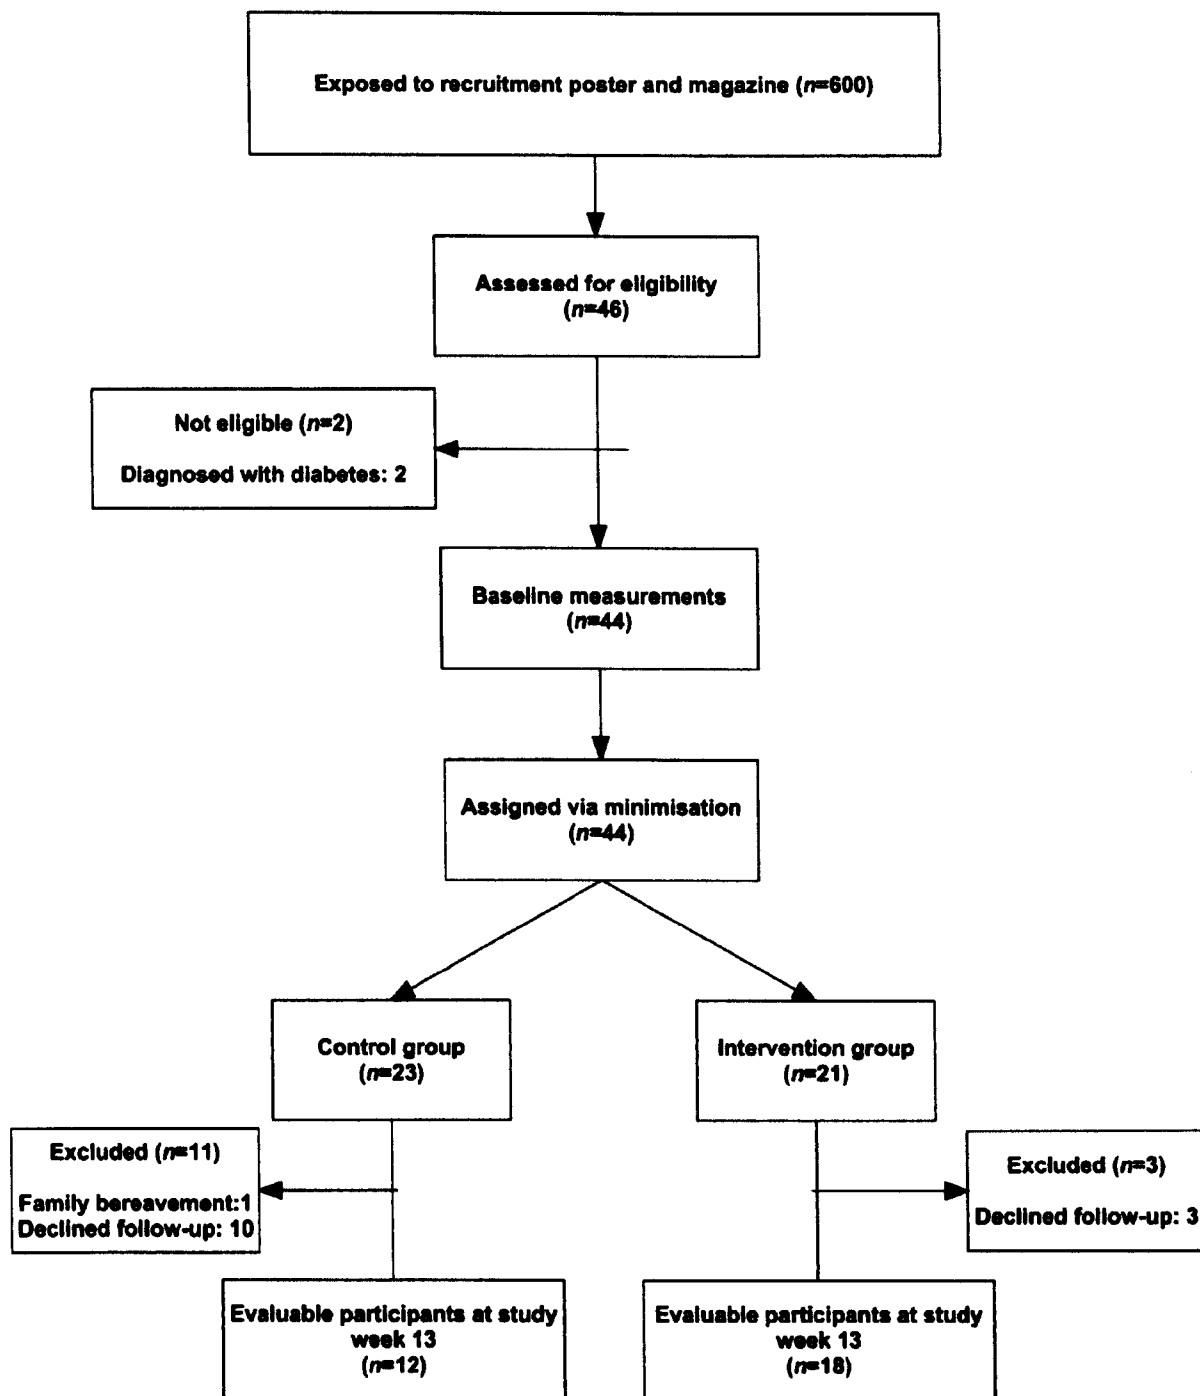 Exposed to recruitment poster and magazine (n=600)
Assessed for eligibility
(n=46)
Not eligible (n=2)
Diagnosed with diabetes: 2
Baseline measurements
(n=44)
Assigned via minimisation
(n=44)
Control group
(n=23)
Intervention group
(n=21)
Excluded (n=11)
Family bereavement:1
Declined follow-up: 10
Excluded (n=3)
Declined follow-up: 3
Evaluable participants at study
week 13
(n=12)
Evaluable participants at study
week 13
(n=18)